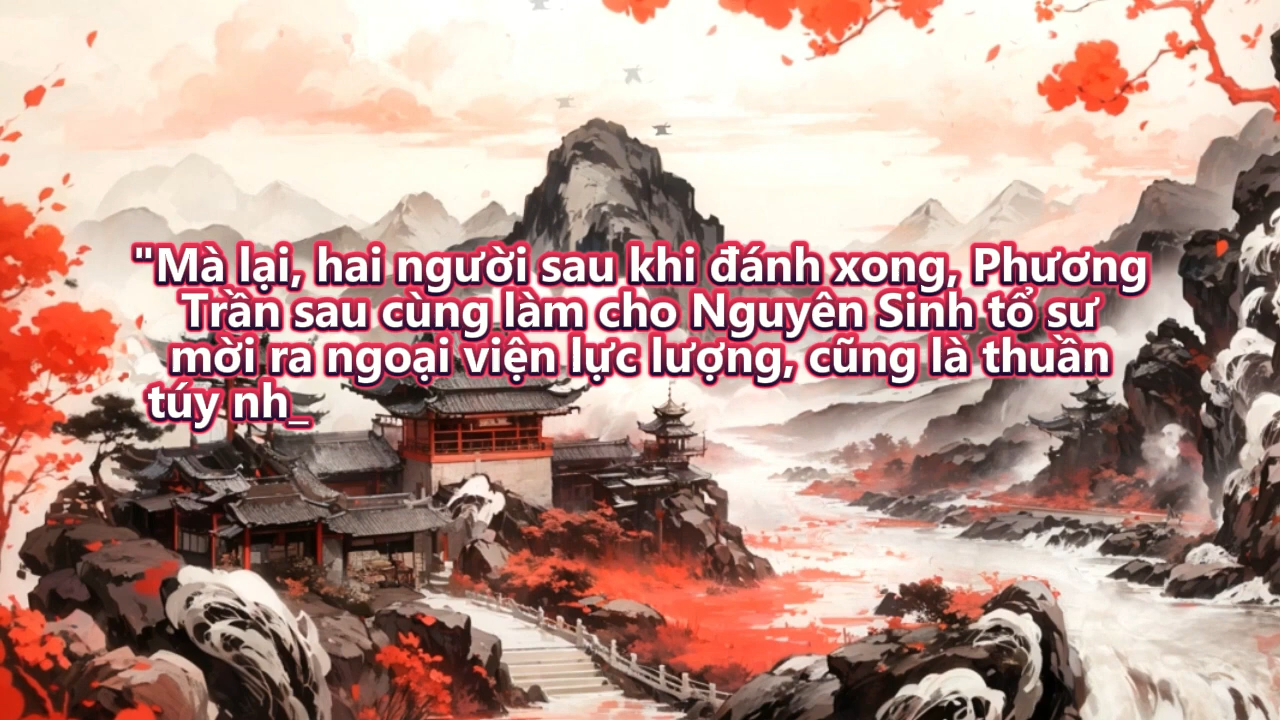 "Mà lại, hai người sau khi đánh xong, Phương
Trần sau cùng làm cho Nguyên Sinh tổ sư
mời ra ngoại viện lực lượng, cũng là thuần
túy nh_